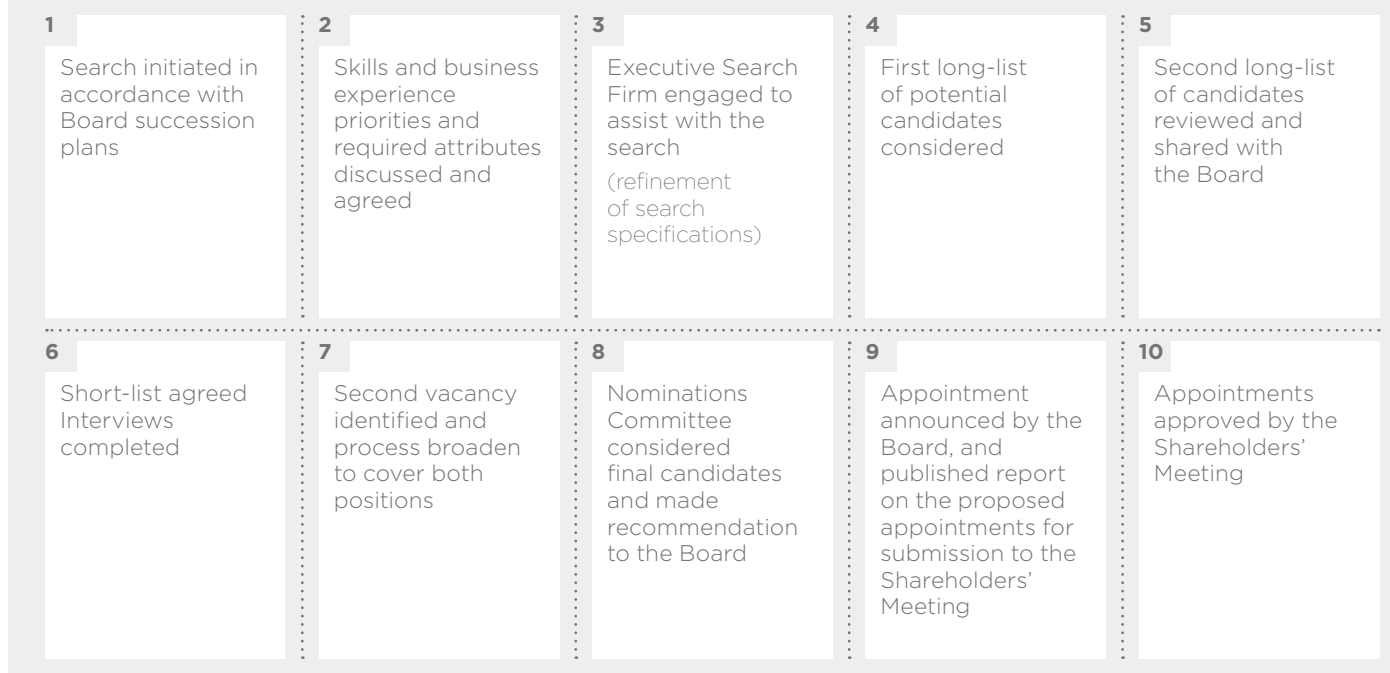 1
Search initiated in
accordance with
Board succession
plans
2
Skills and business
experience
priorities and
required attributes
discussed and
agreed
3
Executive Search
Firm engaged to
assist with the
search
(refinement
of search
specifications)
4
First long-list
of potential
candidates
considered
5
Second long-list
of candidates
reviewed and
shared with
the Board
6
Short-list agreed
Interviews
completed
7
Second vacancy
identified and
process broaden
to cover both
positions
8
Nominations
Committee
considered
final candidates
and made
recommendation
to the Board
9
Appointment
announced by the
Board, and
published report
on the proposed
appointments for
submission to the
Shareholders’
Meeting
10
Appointments
approved by the
Shareholders’
Meeting